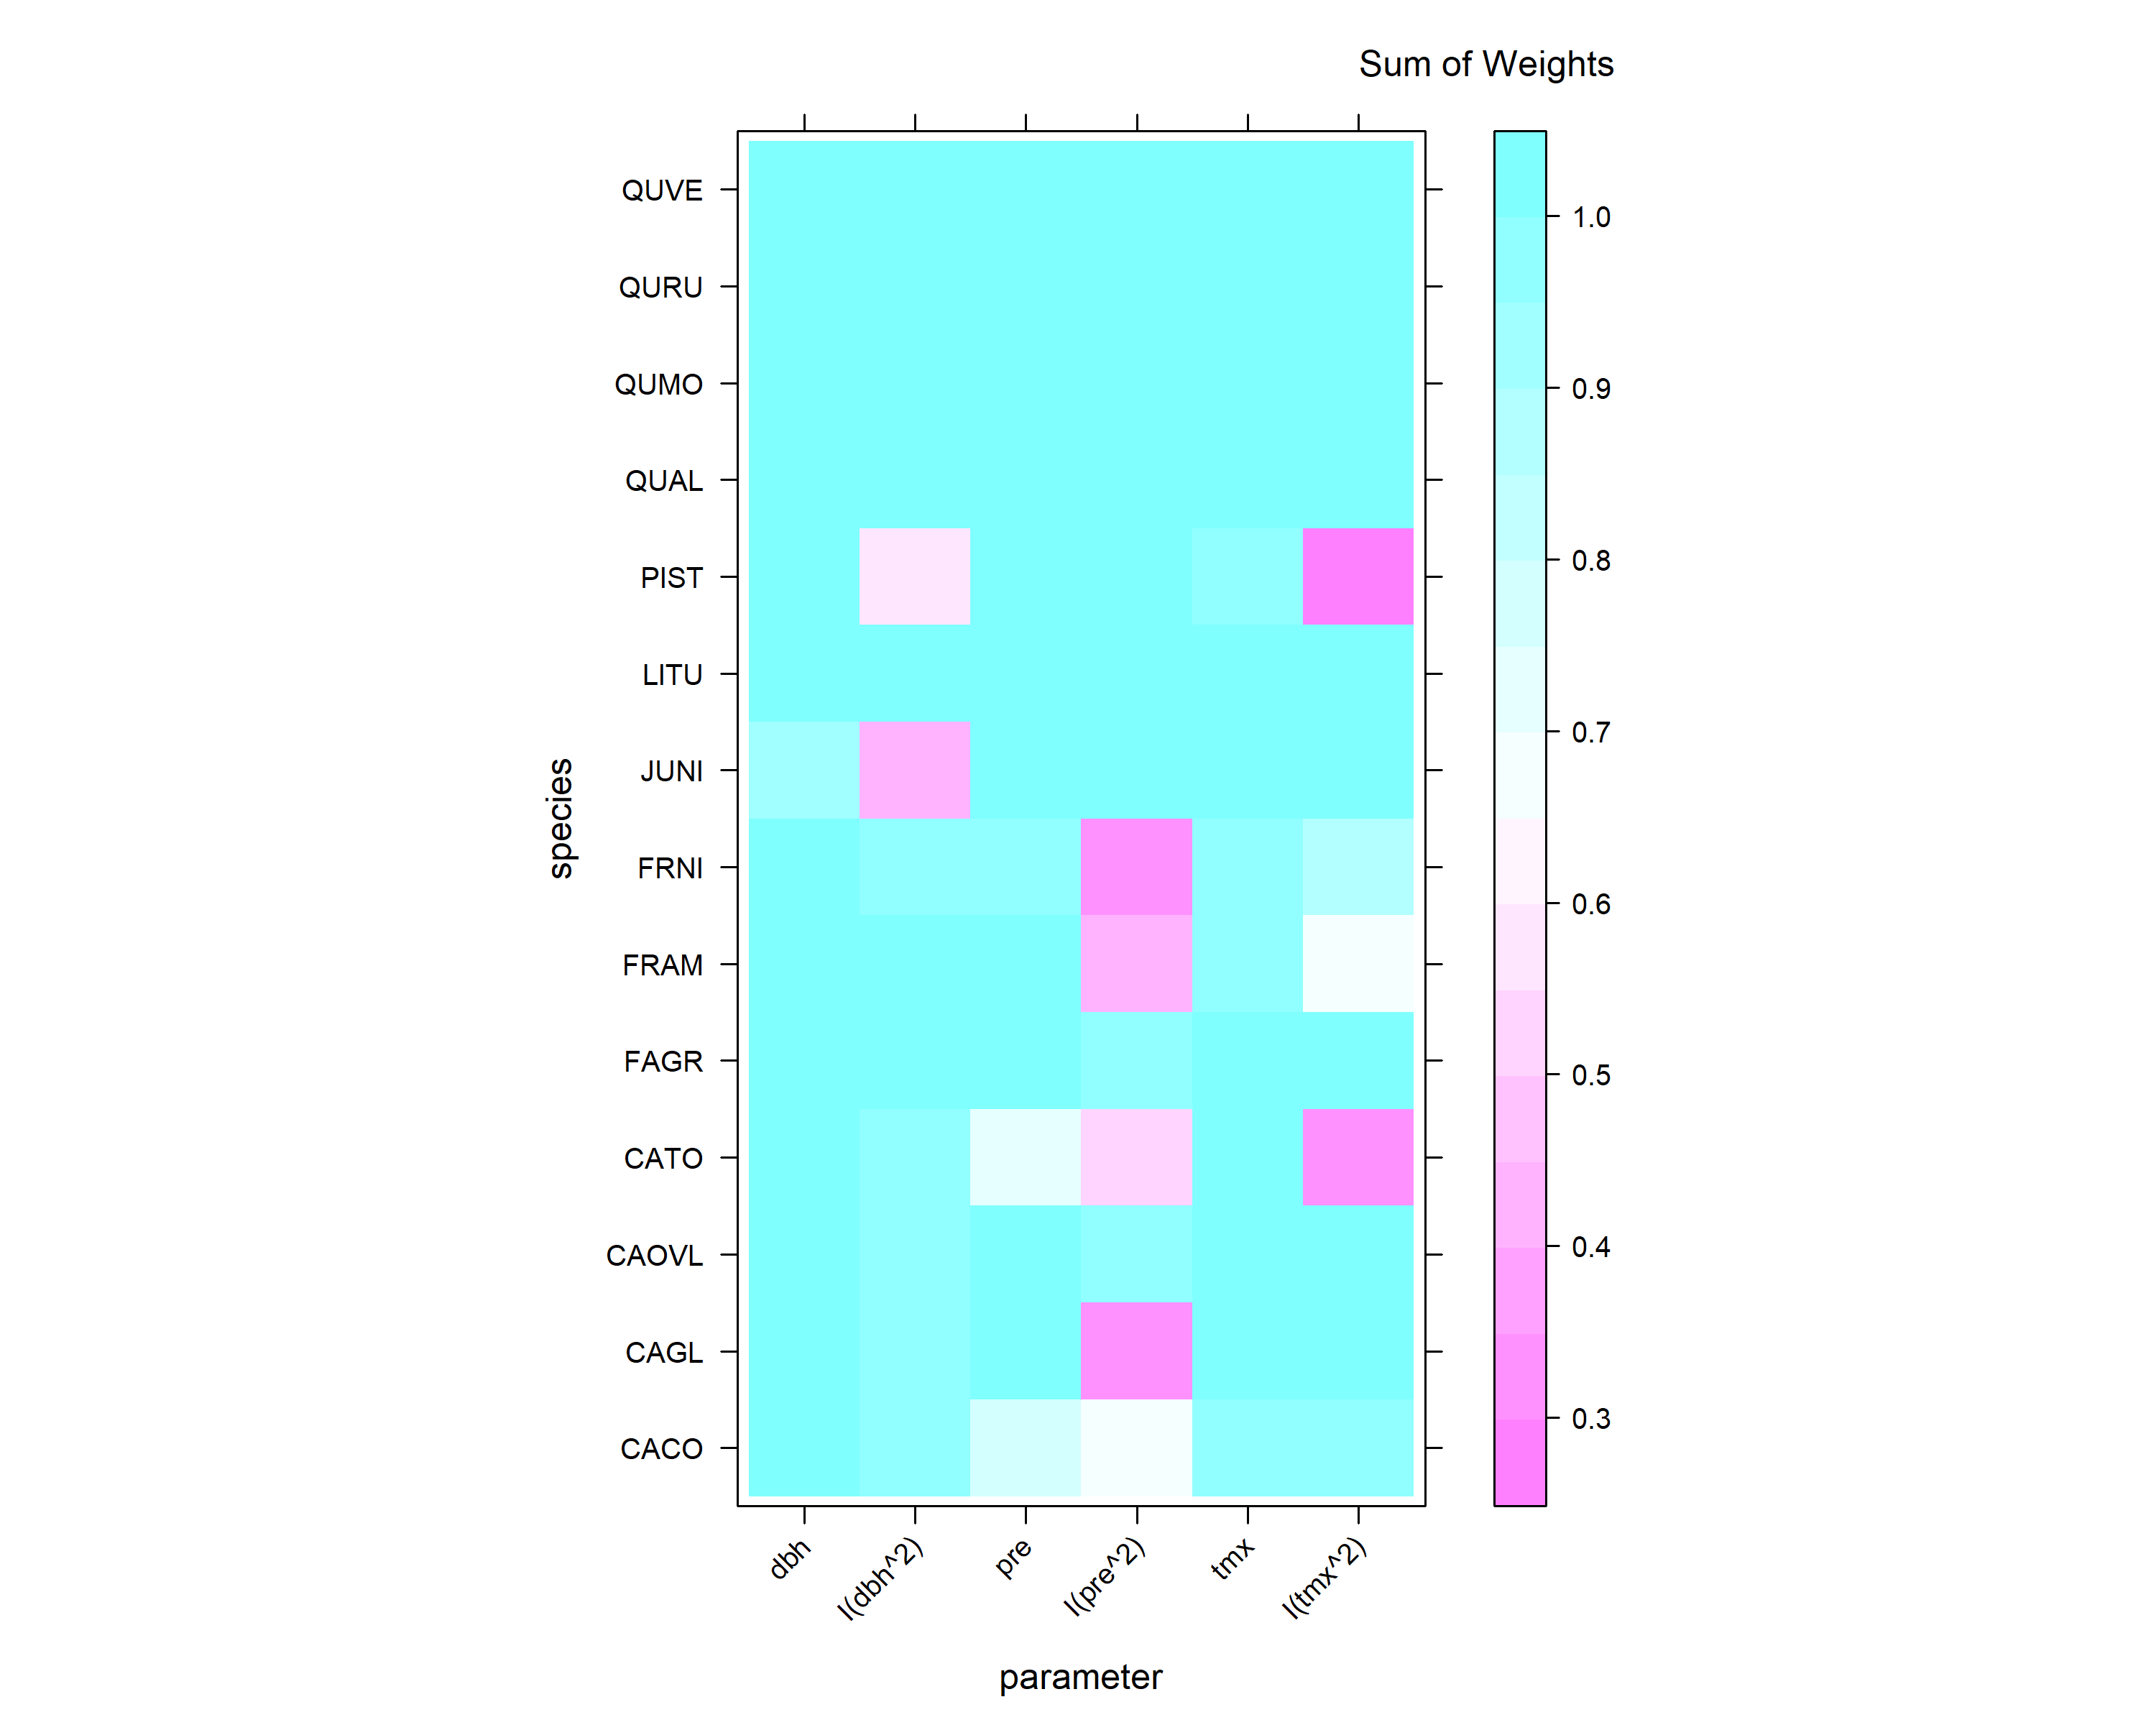 Sum of Weights
QUVE
QURU
QUMO
QUAL
PIST
LITU
JUNI
FRNI
FRAM
FAGR
CATO
CAOVL
CAGL
CACO
species
dbh
I(dbh^2)
pre
I(pre^2)
tmx
I(tmx^2)
parameter
1.0
0.9
0.8
0.7
0.6
0.5
0.4
0.3